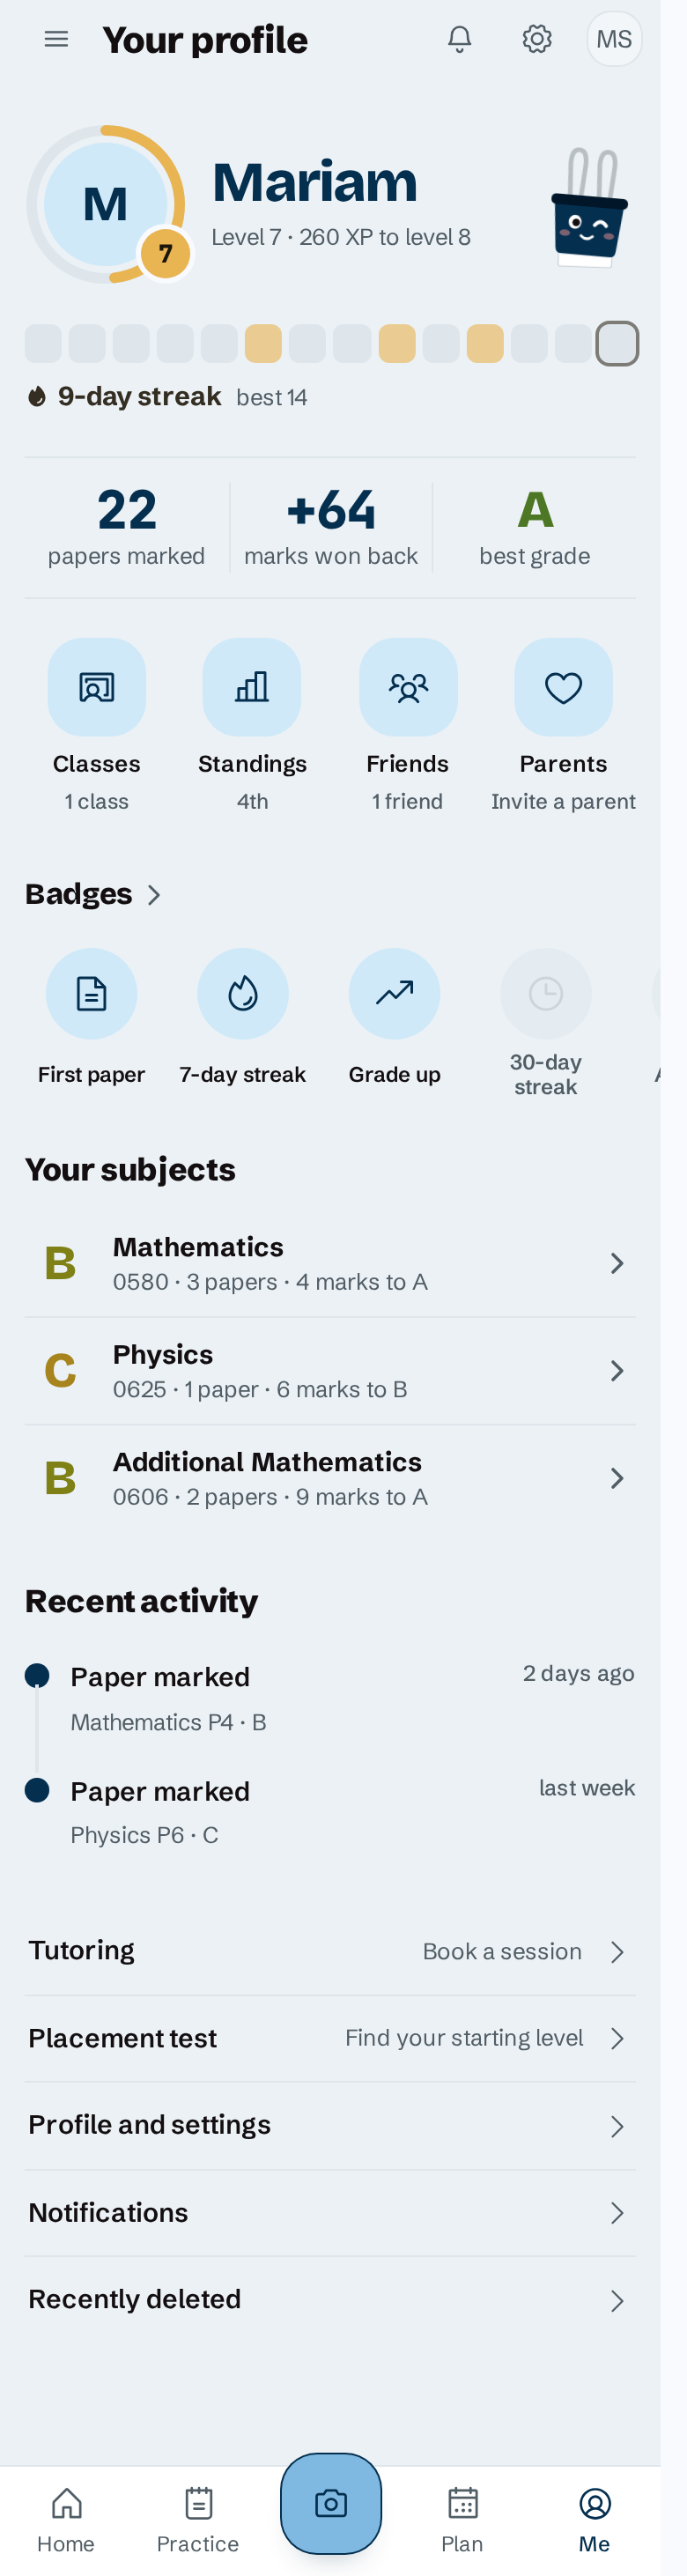 Your profile
MS
M
7
Mariam
Level 7 · 260 XP to level 8
9-day streak best 14
22
papers marked
+64
marks won back
A
best grade
Classes
1 class
Standings
4th
Friends
1 friend
Parents
Invite a parent
Badges
First paper
7-day streak
Grade up
30-day
streak
B
Mathematics
0580 · 3 papers · 4 marks to A
Your subjects
C
Physics
0625 · 1 paper · 6 marks to B
B
Additional Mathematics
0606 · 2 papers · 9 marks to A
Recent activity
Paper marked
2 days ago
Mathematics P4 · B
Paper marked
last week
Physics P6 · C
Tutoring
Book a session
Placement test
Find your starting level
Profile and settings
Notifications
Recently deleted
Home
Practice
Plan
Me